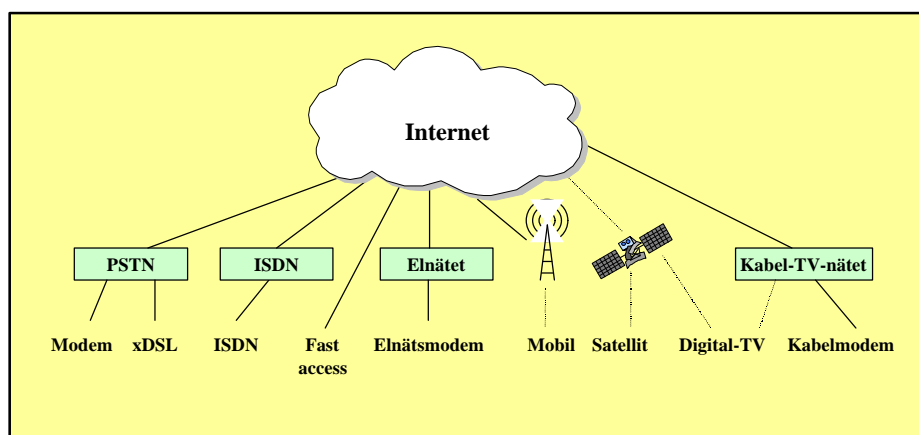 Internet
PSTN
ISDN
Elnätet
Kabel-TV-nätet
Modem
xDSL
ISDN
Fast
access
Elnätsmodem
Mobil
Satellit
Digital-TV
Kabelmodem